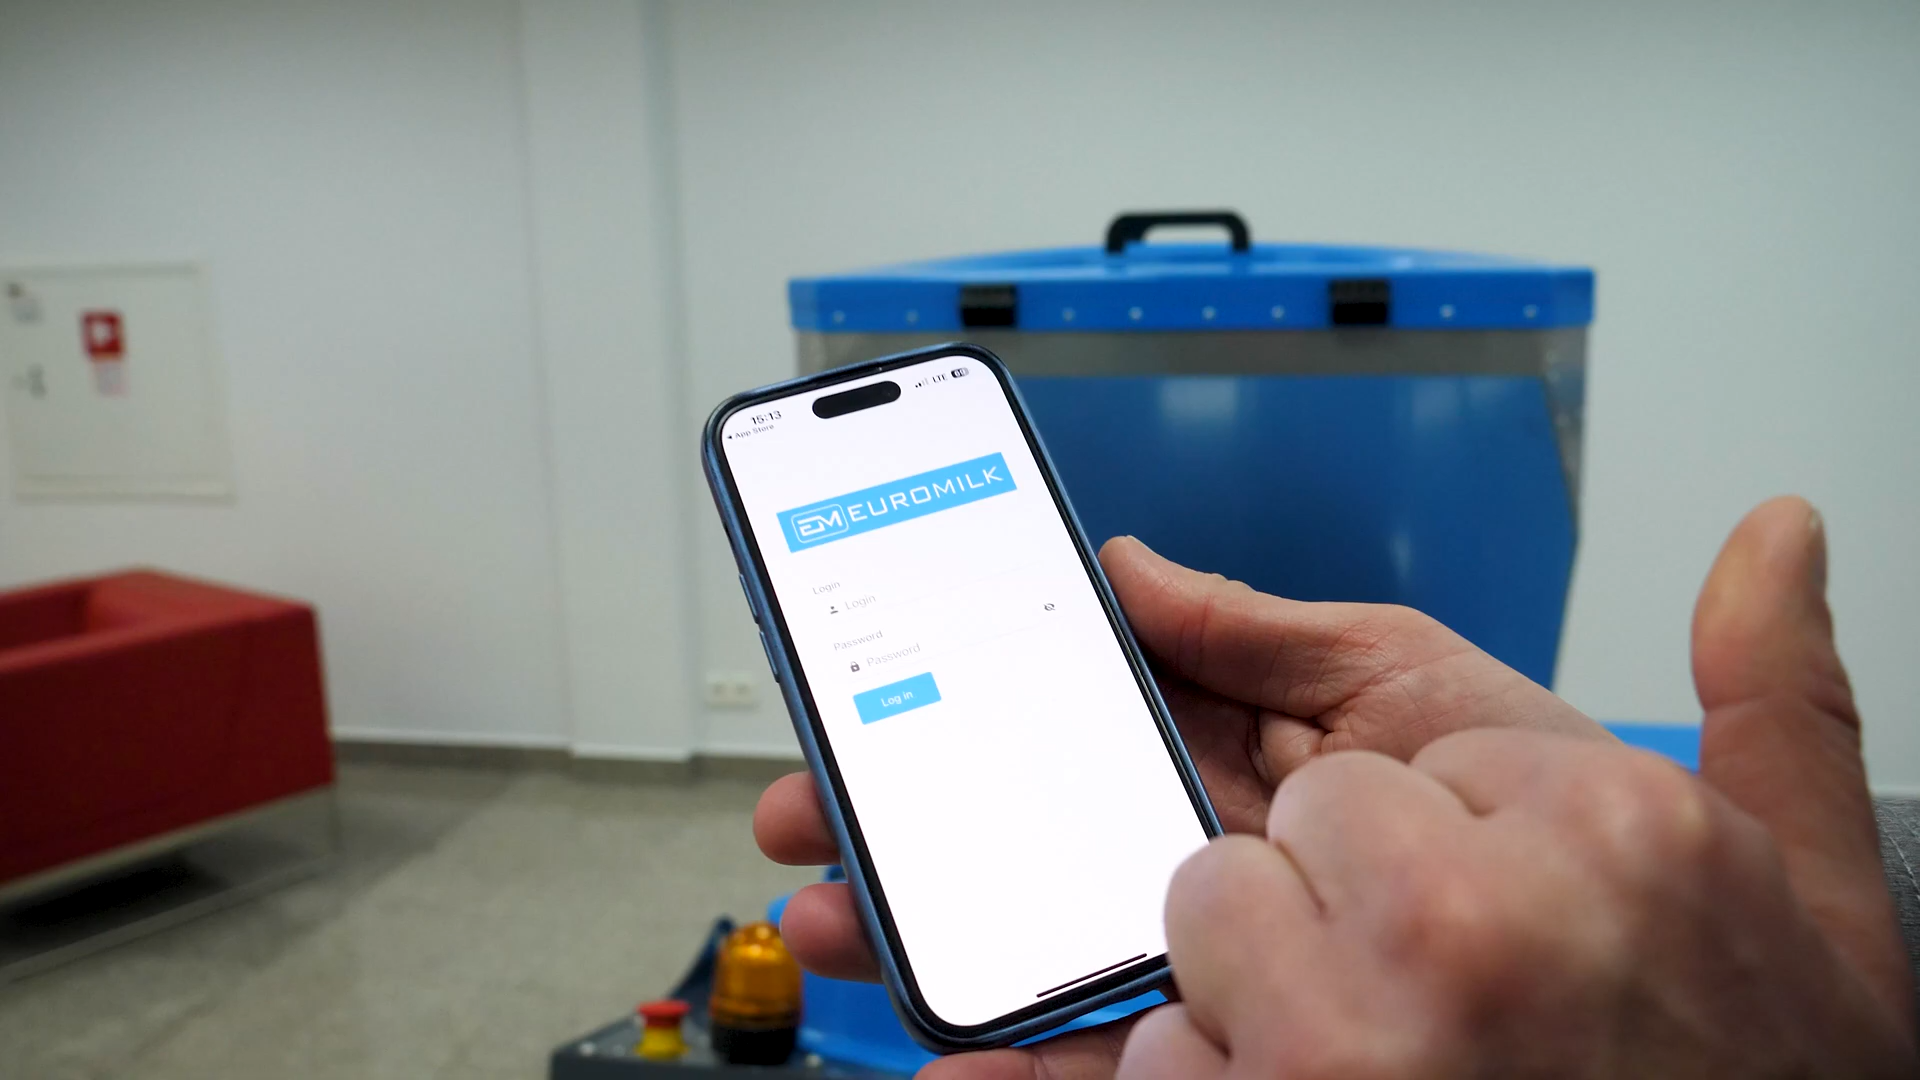 15:13
LTE
App Store
EM EUROMILK
Login
Login
Password
Password
Log in